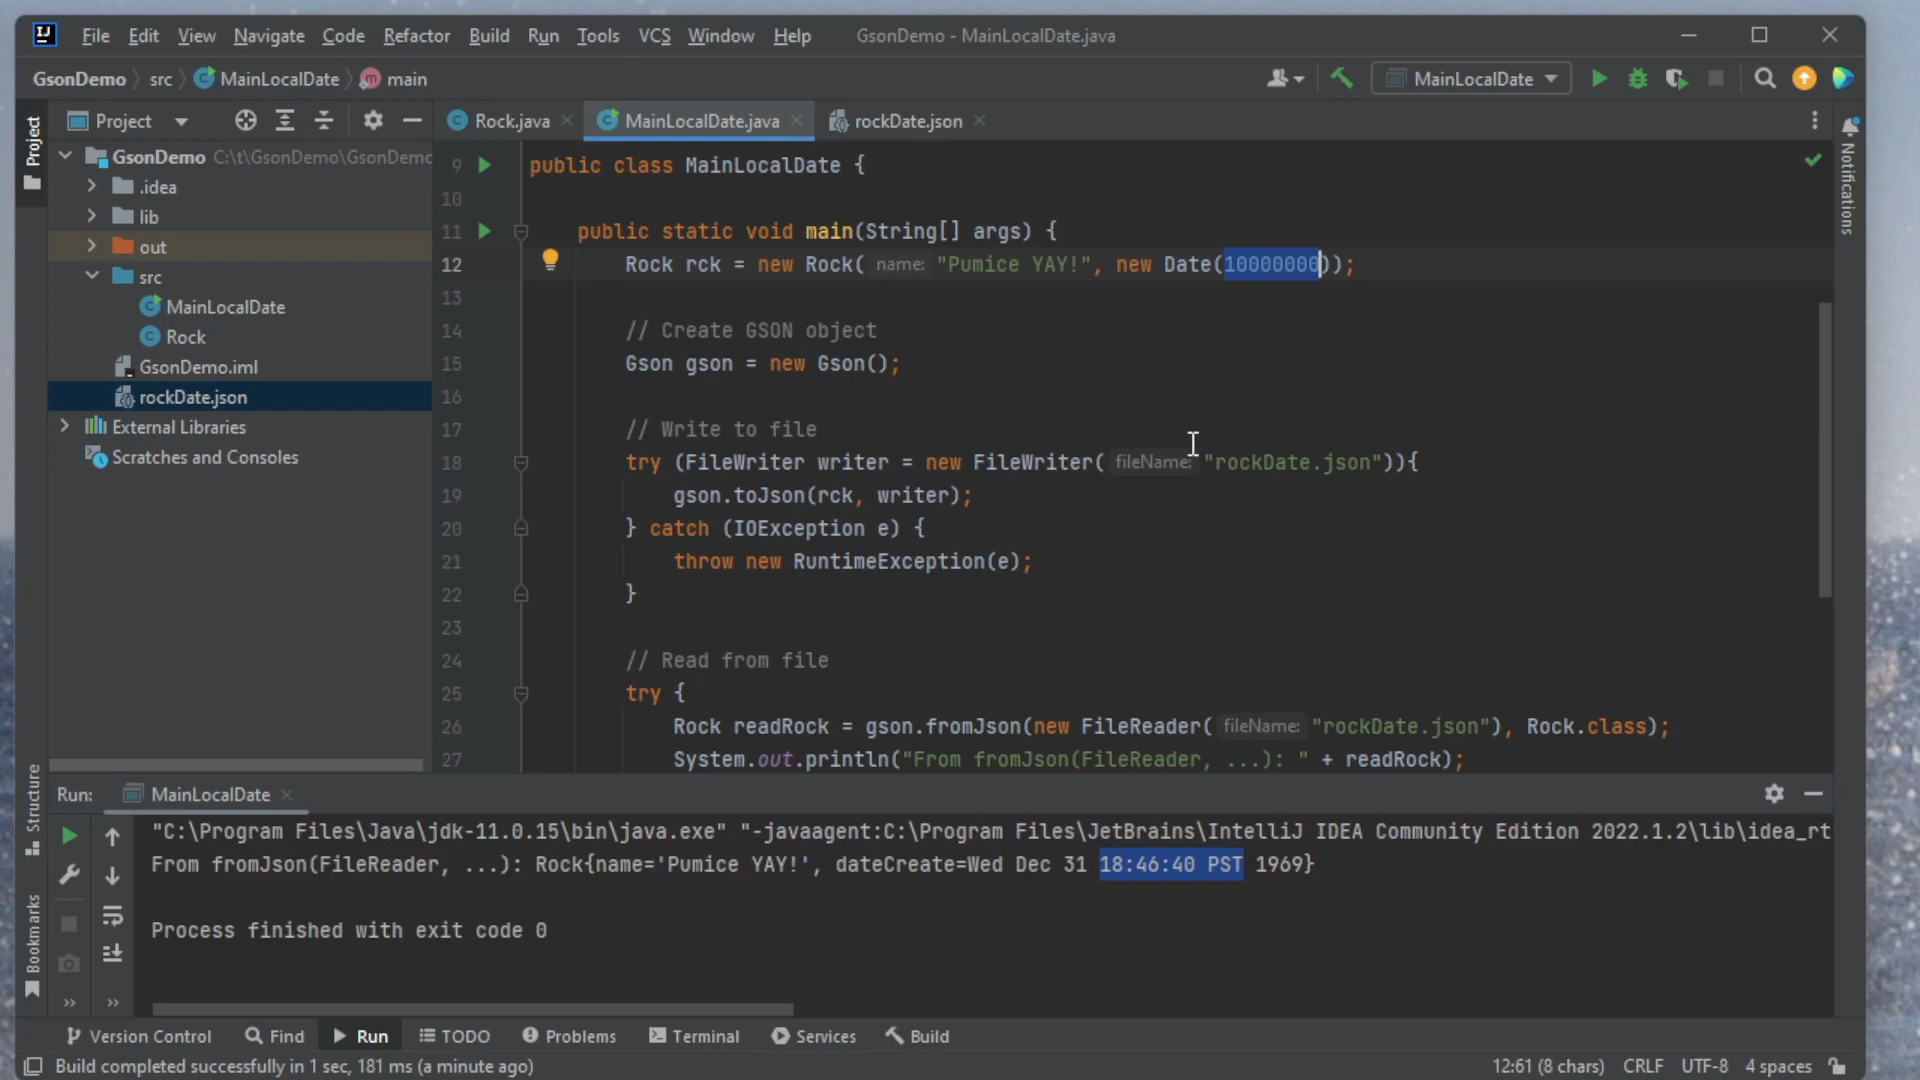 File Edit View Navigate Code Refactor Build Run Tools VCS Window Help GsonDemo - MainLocalDate.java
GsonDemo src MainLocalDate main MainLocalDate
Project
Rock.java MainLocalDate.java rockDate.json
GsonDemo C:\t\GsonDemo\GsonDemo
.idea
lib
out
src
MainLocalDate
Rock
GsonDemo.iml
rockDate.json
External Libraries
Scratches and Consoles
Project
Structure
Bookmarks
Notifications
9 public class MainLocalDate {
10
11 public static void main(String[] args) {
12 Rock rck = new Rock( name: "Pumice YAY!", new Date(10000000));
13
14 // Create GSON object
15 Gson gson = new Gson();
16
17 // Write to file
18 try (FileWriter writer = new FileWriter( fileName: "rockDate.json")){
19 gson.toJson(rck, writer);
20 } catch (IOException e) {
21 throw new RuntimeException(e);
22 }
23
24 // Read from file
25 try {
26 Rock readRock = gson.fromJson(new FileReader( fileName: "rockDate.json"), Rock.class);
27 System.out.println("From fromJson(FileReader, ...): " + readRock);
Run: MainLocalDate
"C:\Program Files\Java\jdk-11.0.15\bin\java.exe" "-javaagent:C:\Program Files\JetBrains\IntelliJ IDEA Community Edition 2022.1.2\lib\idea_rt
From fromJson(FileReader, ...): Rock{name='Pumice YAY!', dateCreate=Wed Dec 31 18:46:40 PST 1969}
Process finished with exit code 0
Version Control Find Run TODO Problems Terminal Services Build
Build completed successfully in 1 sec, 181 ms (a minute ago) 12:61 (8 chars) CRLF UTF-8 4 spaces